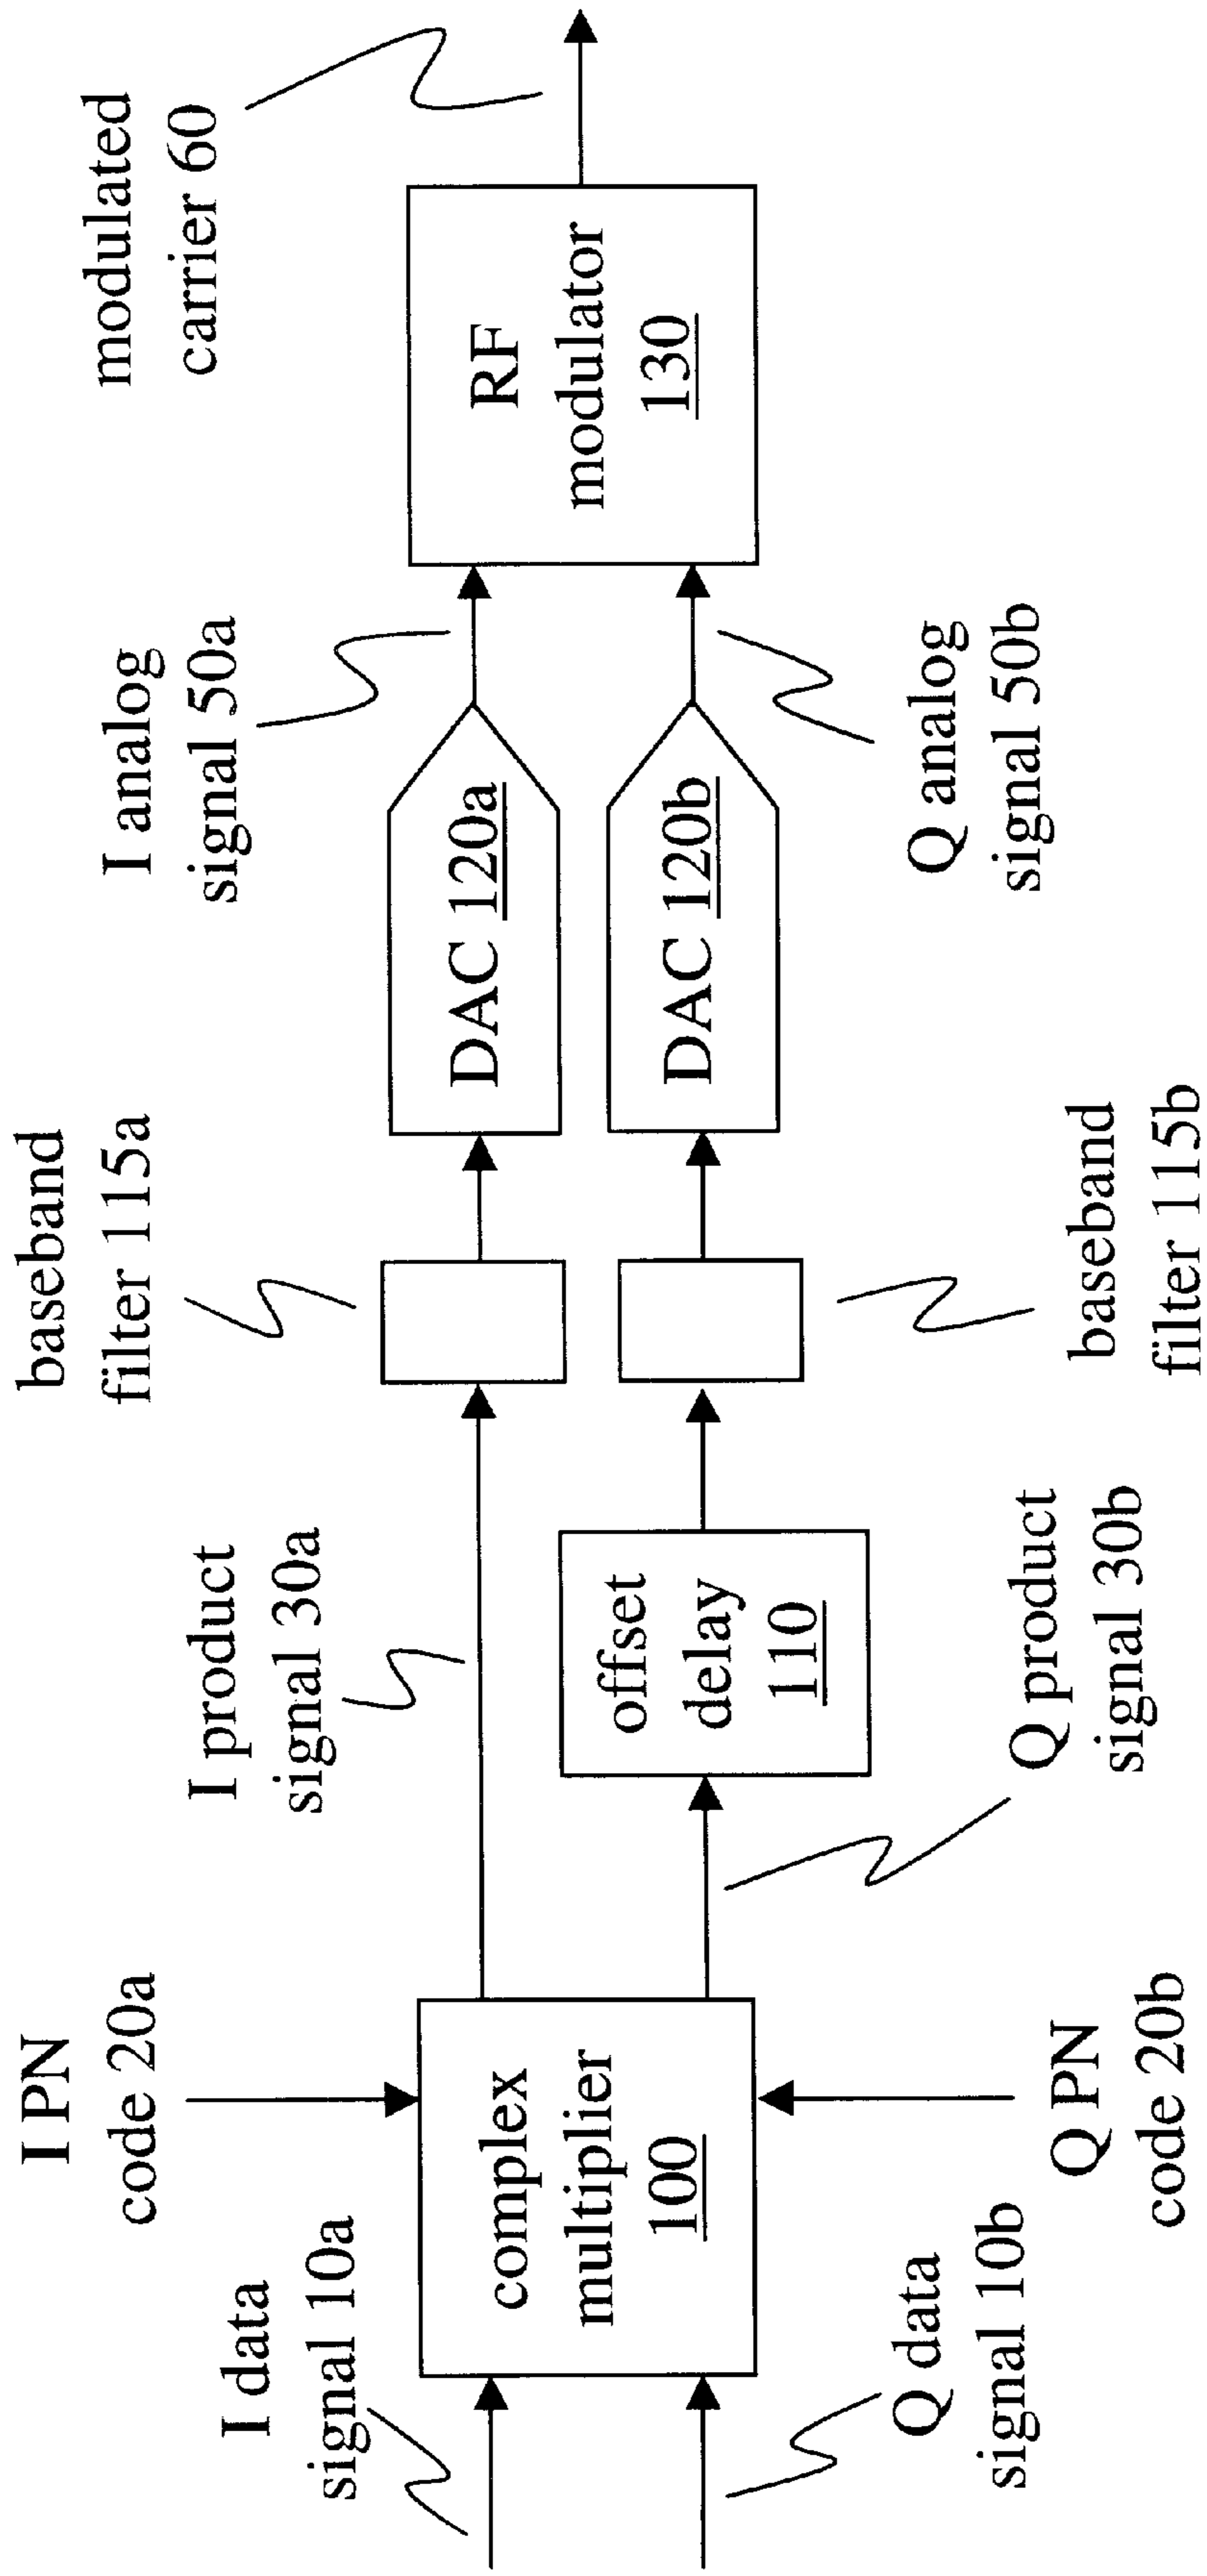 I PN
code 20a
I data
signal 10a
complex
multiplier
100
Q data
signal 10b
Q PN
code 20b
I product
signal 30a
offset
delay
110
Q product
signal 30b
baseband
filter 115a
baseband
filter 115b
DAC 120a
DAC 120b
I analog
signal 50a
Q analog
signal 50b
RF
modulator
130
modulated
carrier 60